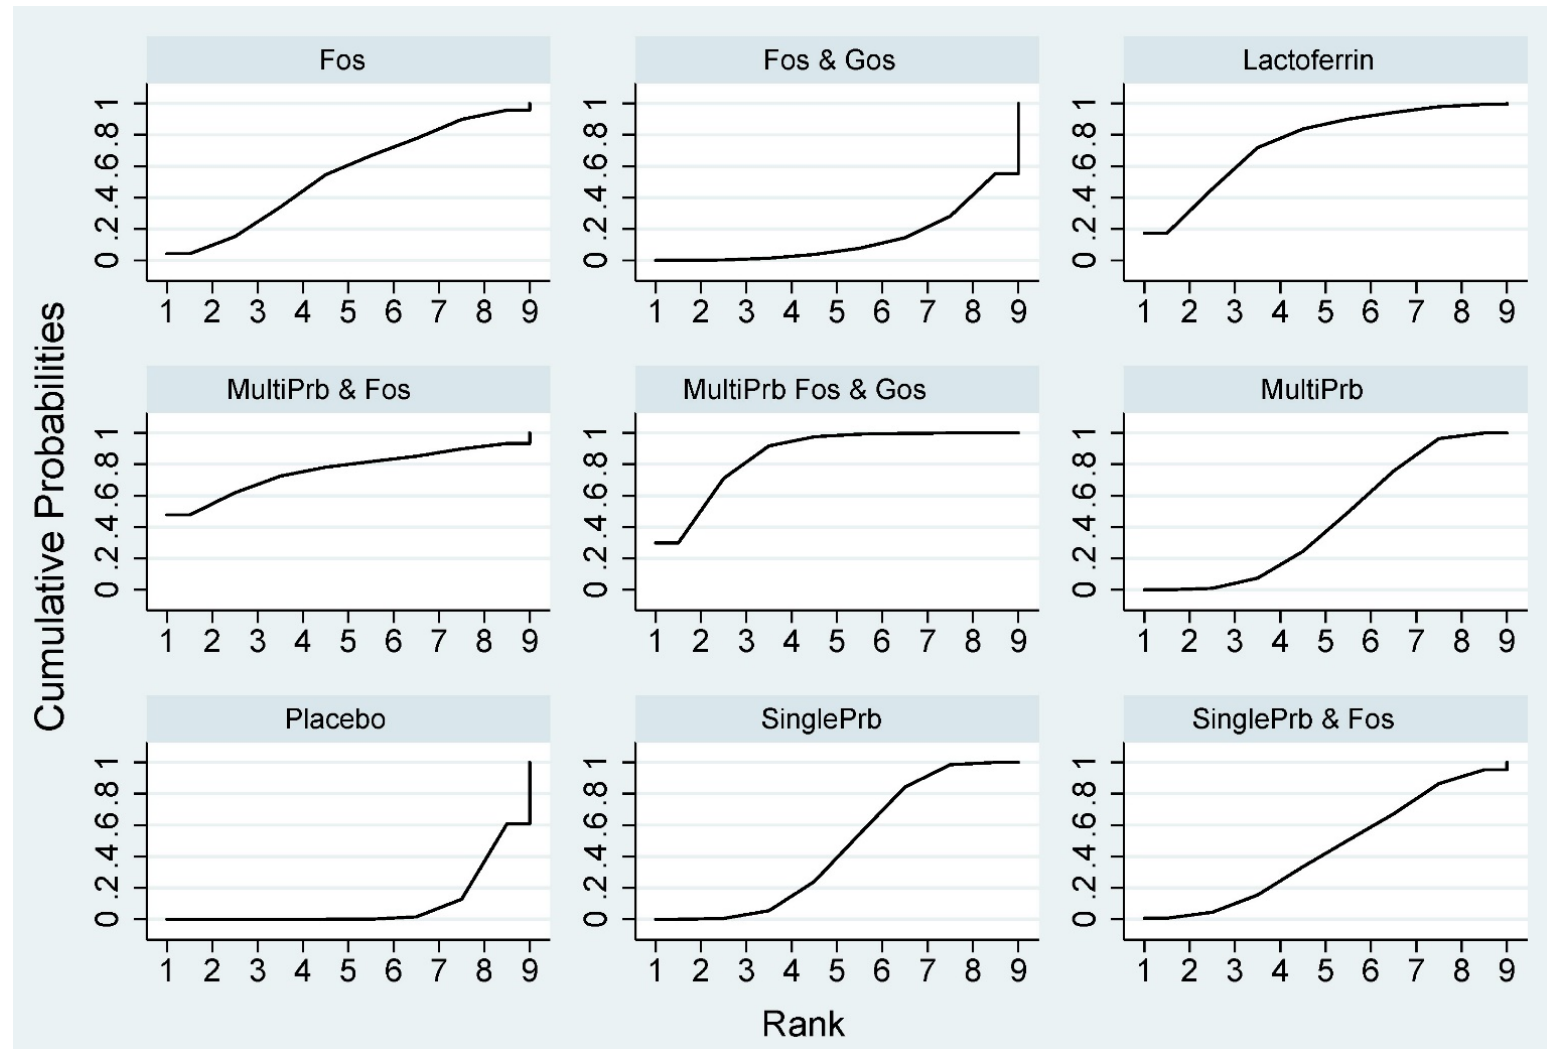 Cumulative Probabilities
Fos
1
.8
.6
.4
.2
0
1 2 3 4 5 6 7 8 9
Fos & Gos
1
.8
.6
.4
.2
0
1 2 3 4 5 6 7 8 9
Lactoferrin
1
.8
.6
.4
.2
0
1 2 3 4 5 6 7 8 9
MultiPrb & Fos
1
.8
.6
.4
.2
0
1 2 3 4 5 6 7 8 9
MultiPrb Fos & Gos
1
.8
.6
.4
.2
0
1 2 3 4 5 6 7 8 9
MultiPrb
1
.8
.6
.4
.2
0
1 2 3 4 5 6 7 8 9
Placebo
1
.8
.6
.4
.2
0
1 2 3 4 5 6 7 8 9
SinglePrb
1
.8
.6
.4
.2
0
1 2 3 4 5 6 7 8 9
SinglePrb & Fos
1
.8
.6
.4
.2
0
1 2 3 4 5 6 7 8 9
Rank